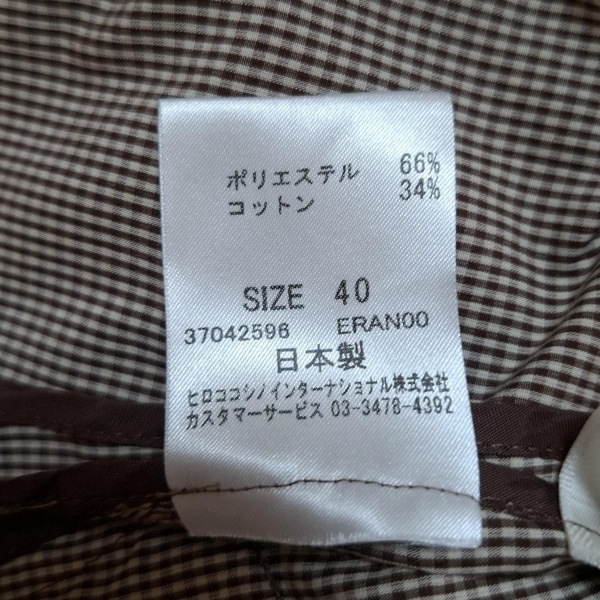 ポリエステル 66%
コットン 34%
SIZE 40
37042596 ERAN00
日本製
ヒロココシノインターナショナル株式会社
カスタマーサービス 03-3478-4392